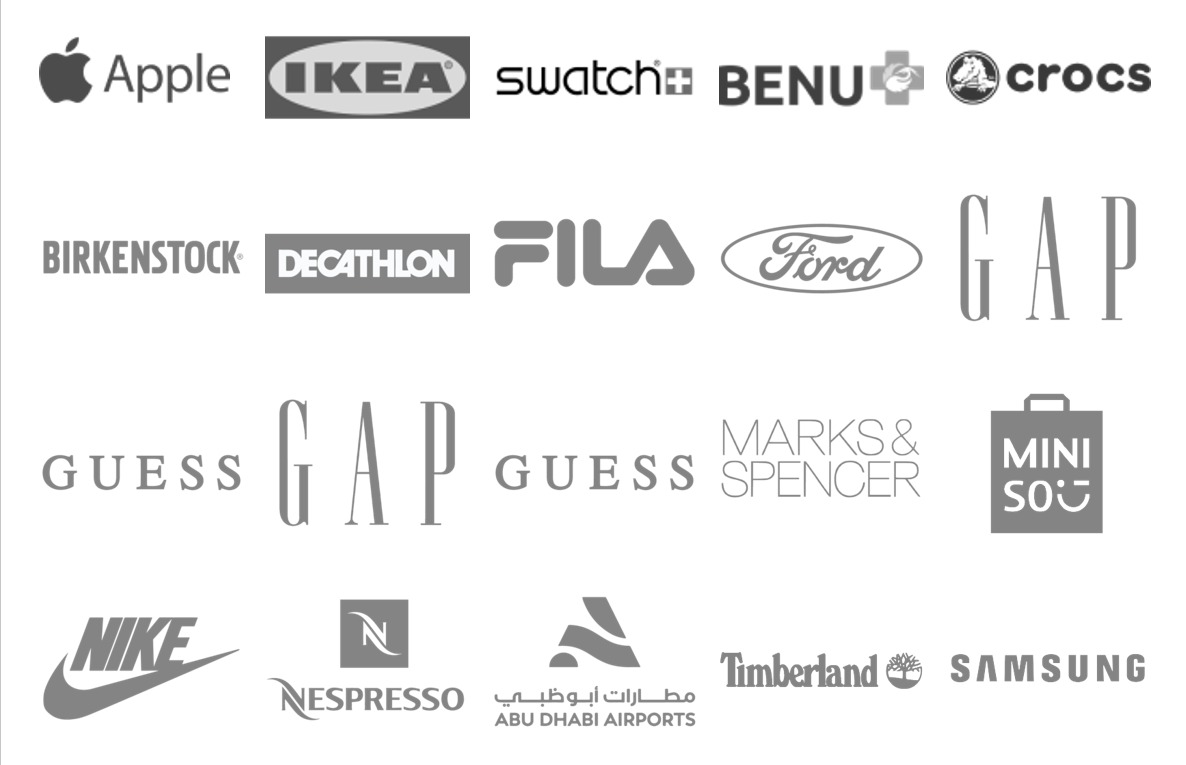 Apple
IKEA®
swatch®
BENU
crocs
BIRKENSTOCK®
DECATHLON
FILA
Ford
GAP
GUESS
GAP
GUESS
MARKS &
SPENCER
MINI
SO
NIKE
N
NESPRESSO
مطارات أبوظبي
ABU DHABI AIRPORTS
Timberland
SAMSUNG